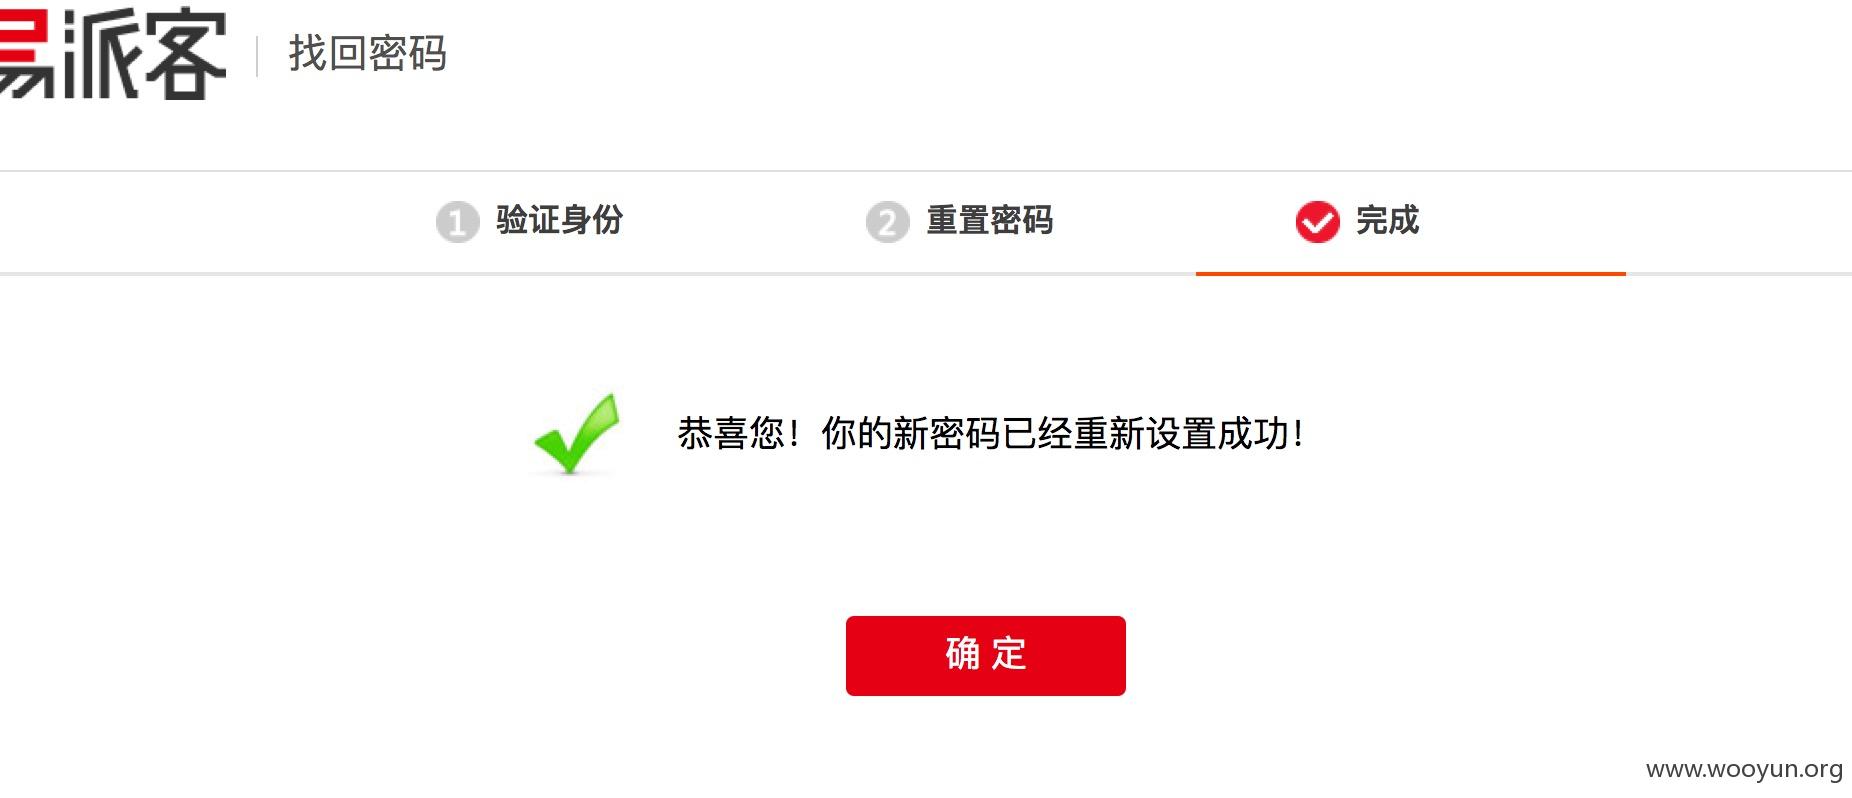 易派客
找回密码
1 验证身份
2 重置密码
完成
恭喜您！你的新密码已经重新设置成功！
确 定
www.wooyun.org